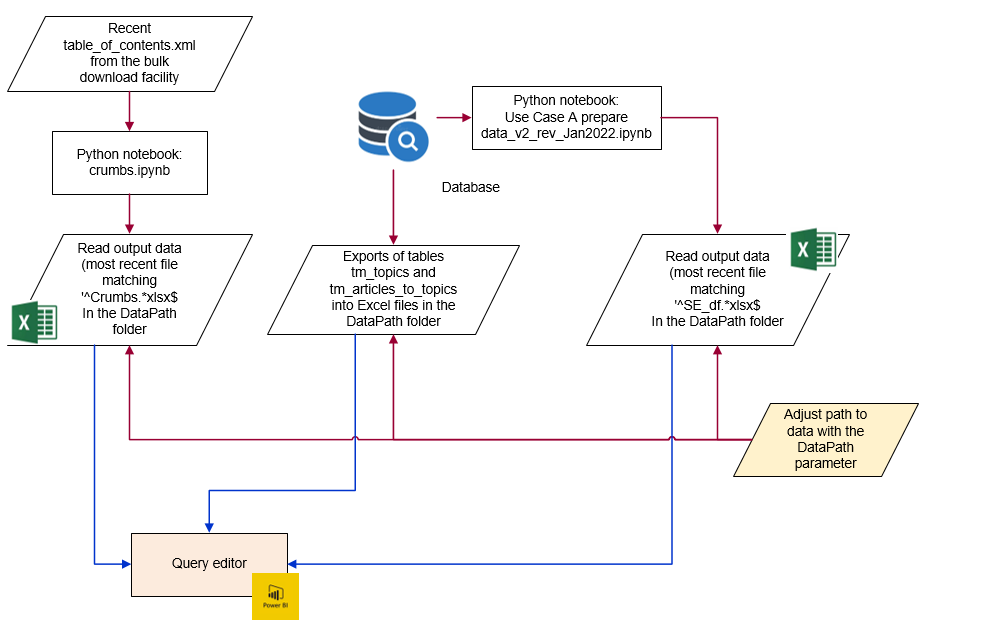 Recent
table_of_contents.xml
from the bulk
download facility
Python notebook:
crumbs.ipynb
Python notebook:
Use Case A prepare
data_v2_rev_Jan2022.ipynb
Database
Read output data
(most recent file
matching
'^Crumbs.*xlsx$
In the DataPath
folder
X
Exports of tables
tm_topics and
tm_articles_to_topics
into Excel files in the
DataPath folder
Read output data
(most recent file
matching
'^SE_df.*xlsx$
In the DataPath folder
X
Adjust path to
data with the
DataPath
parameter
Query editor
Power BI